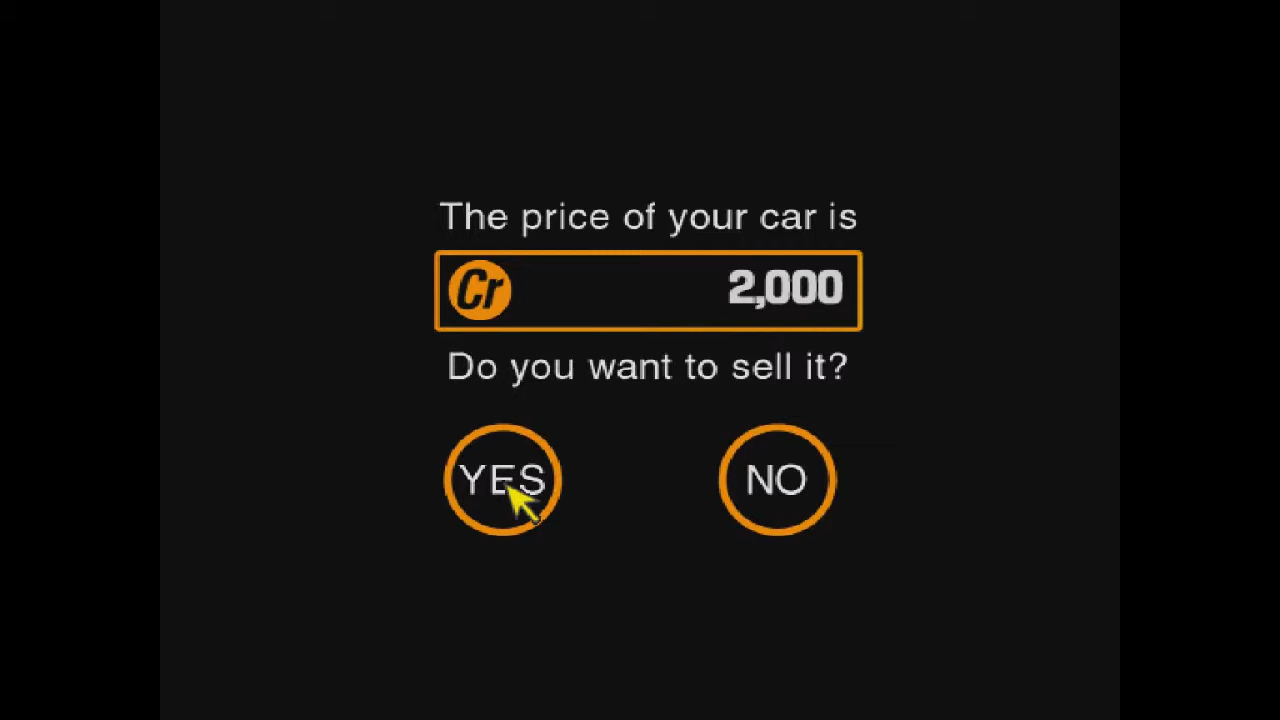 The price of your car is
Cr 2,000
Do you want to sell it?
YES NO